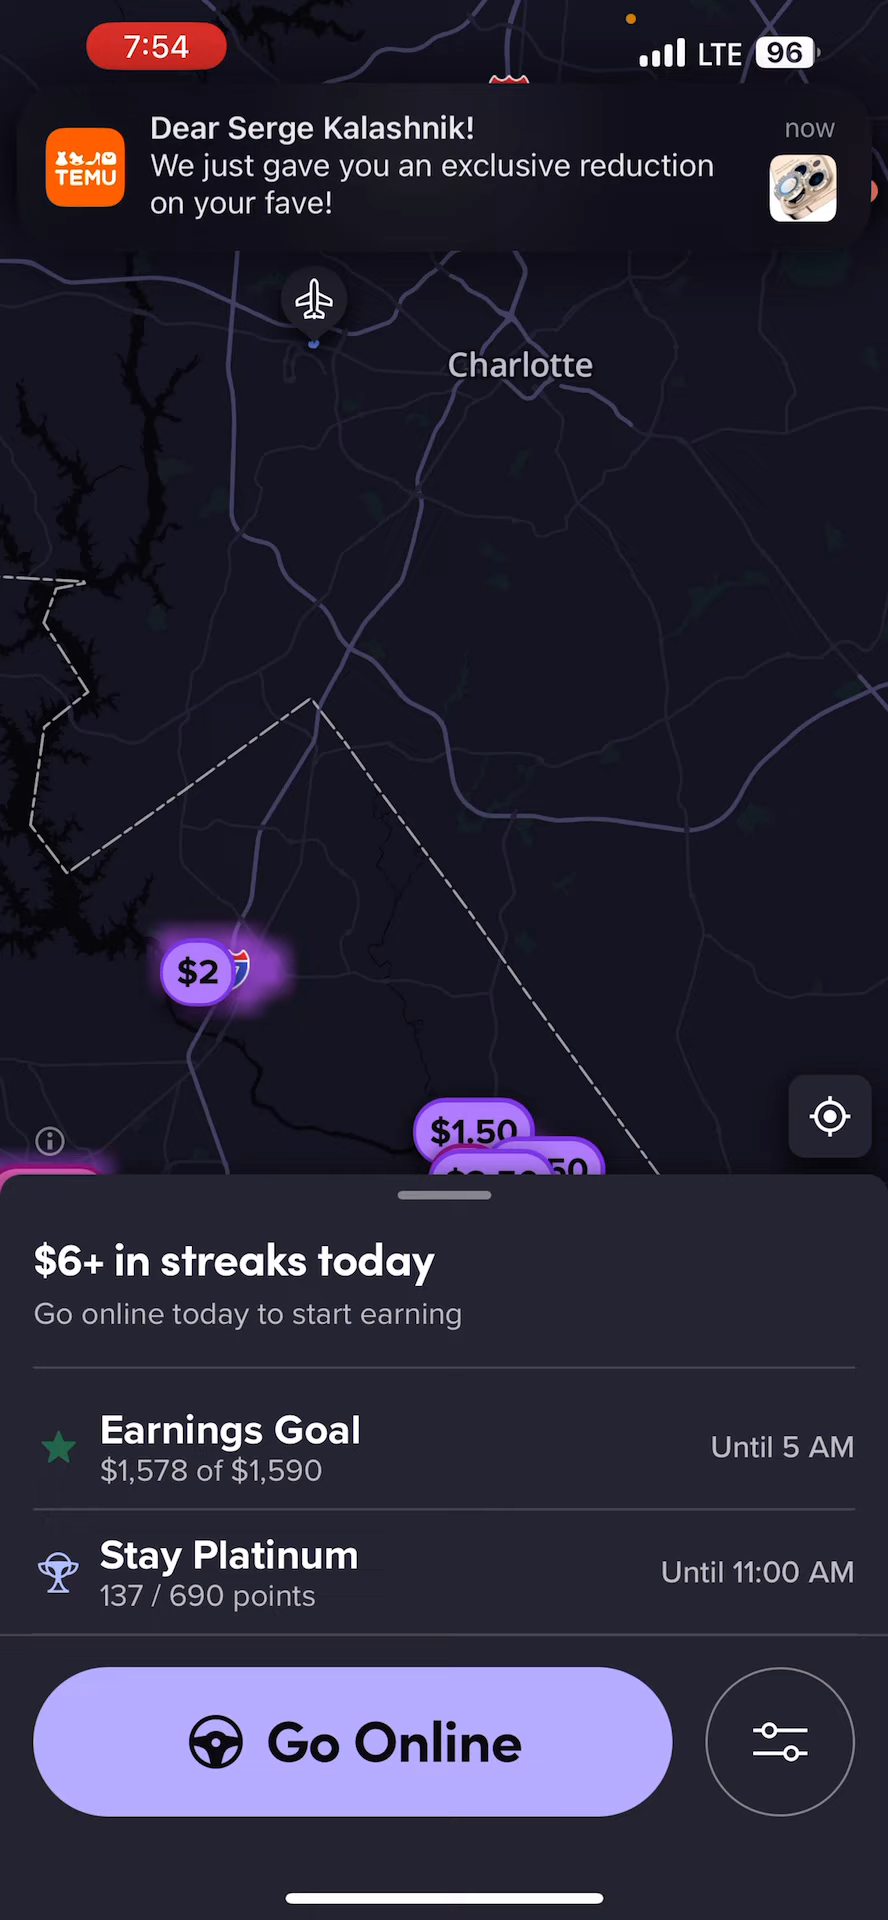 7:54
LTE 96
TEMU
Dear Serge Kalashnik!
now
We just gave you an exclusive reduction
on your fave!
Charlotte
$2
$1.50
50
$6+ in streaks today
Go online today to start earning
Earnings Goal
$1,578 of $1,590
Until 5 AM
Stay Platinum
137 / 690 points
Until 11:00 AM
Go Online